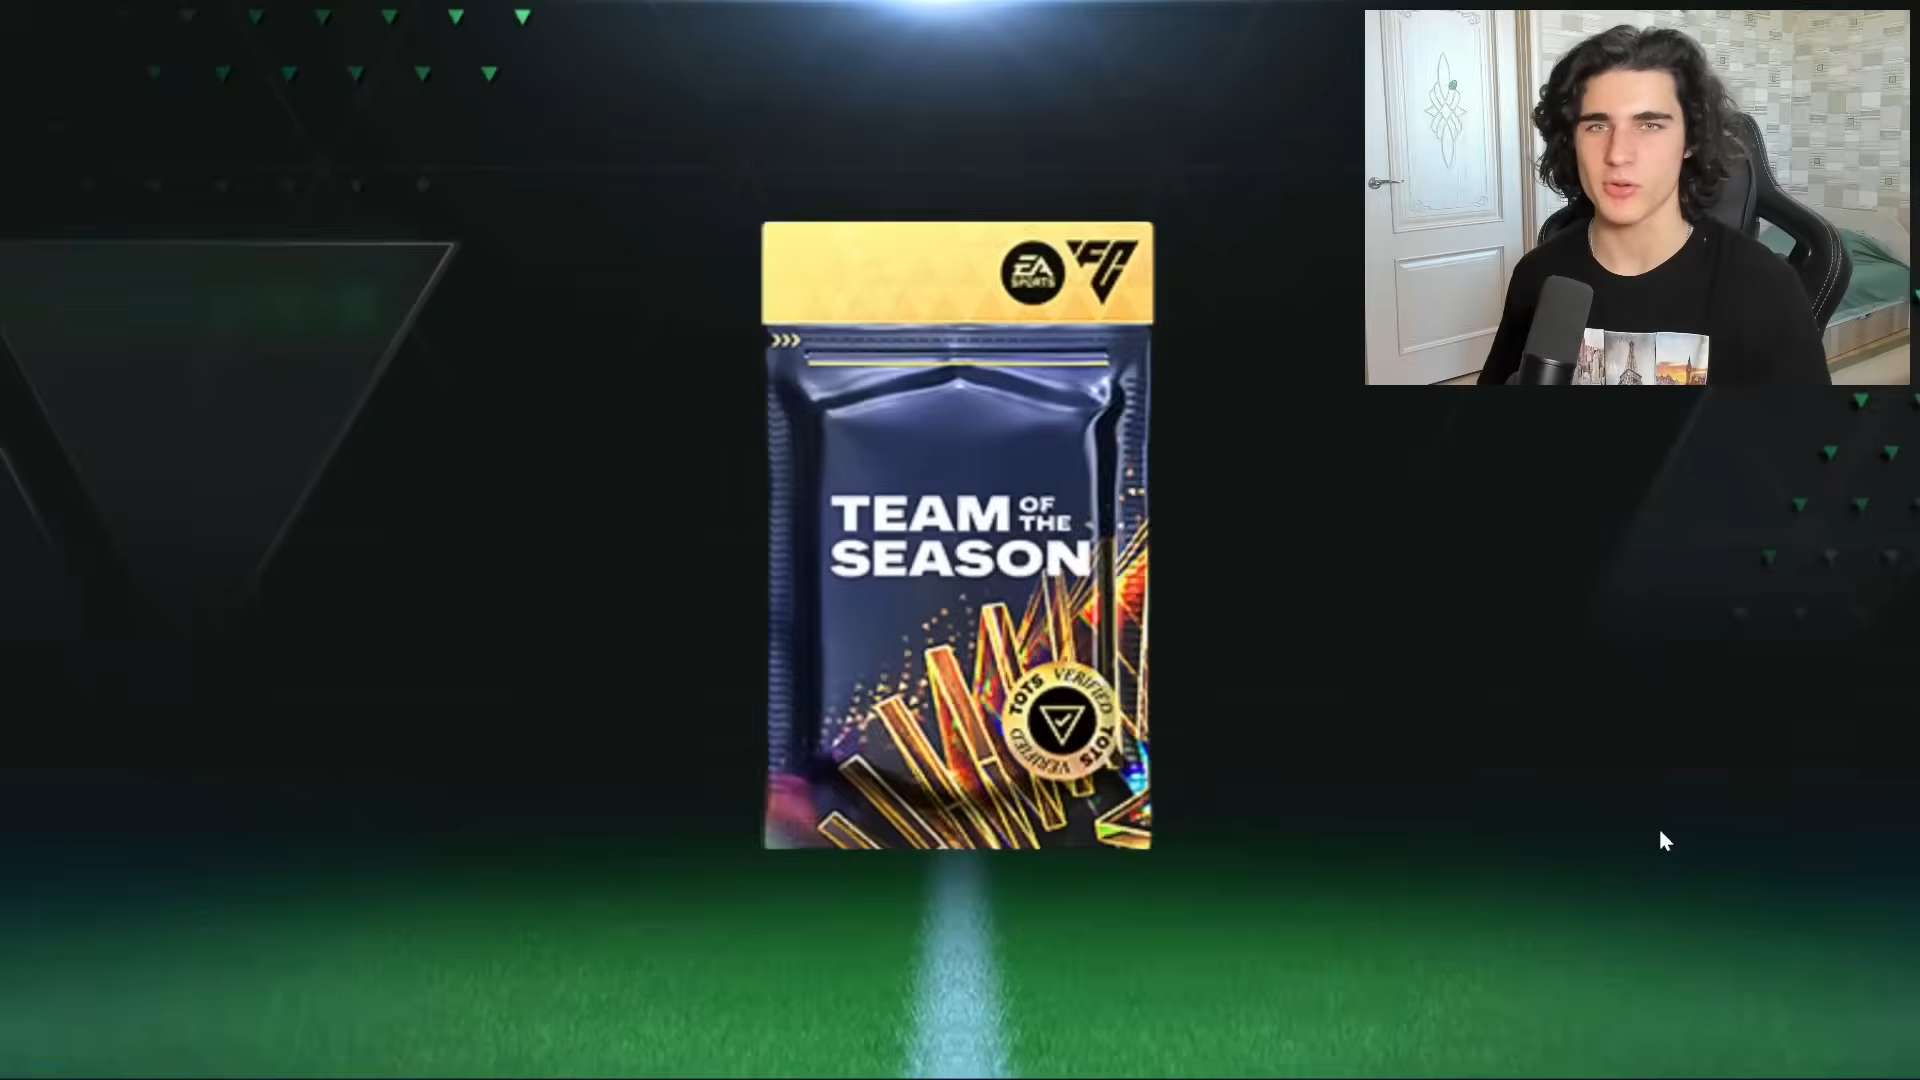 EA
SPORTS
FC
TEAM OF THE
SEASON
TOTS VERIFIED TOTS VERIFIED